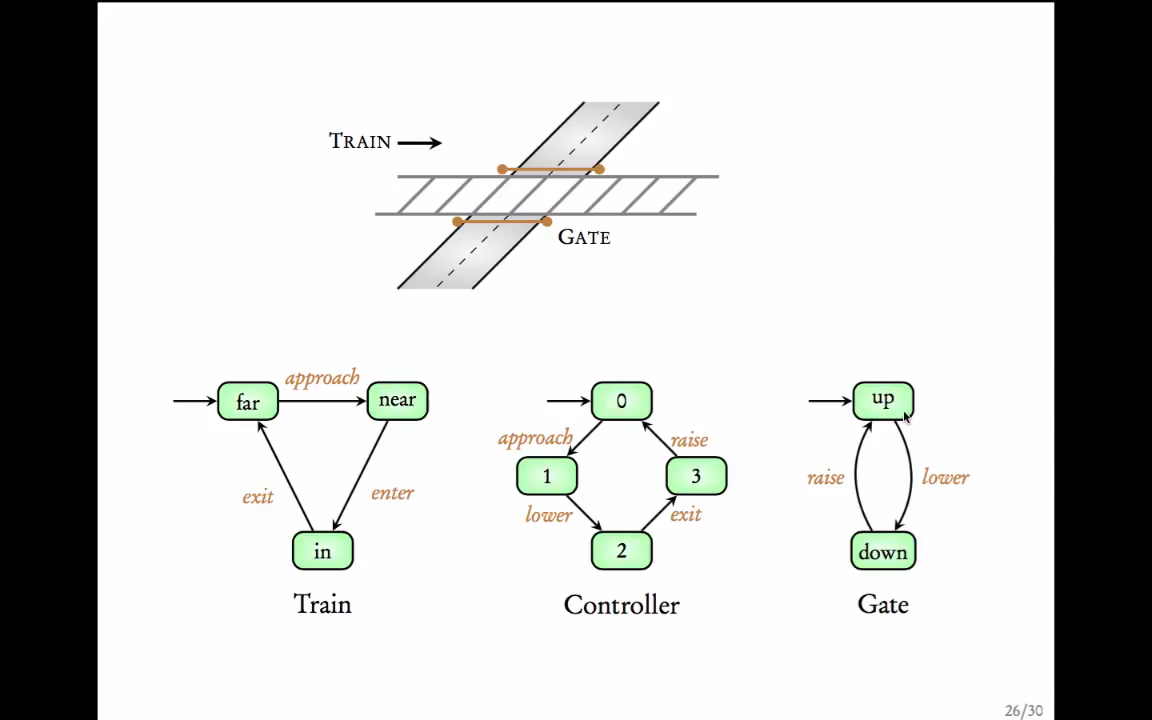 TRAIN
GATE
approach
far
near
exit
enter
in
Train
0
approach
raise
1
3
lower
exit
2
Controller
up
raise
lower
down
Gate
26/30